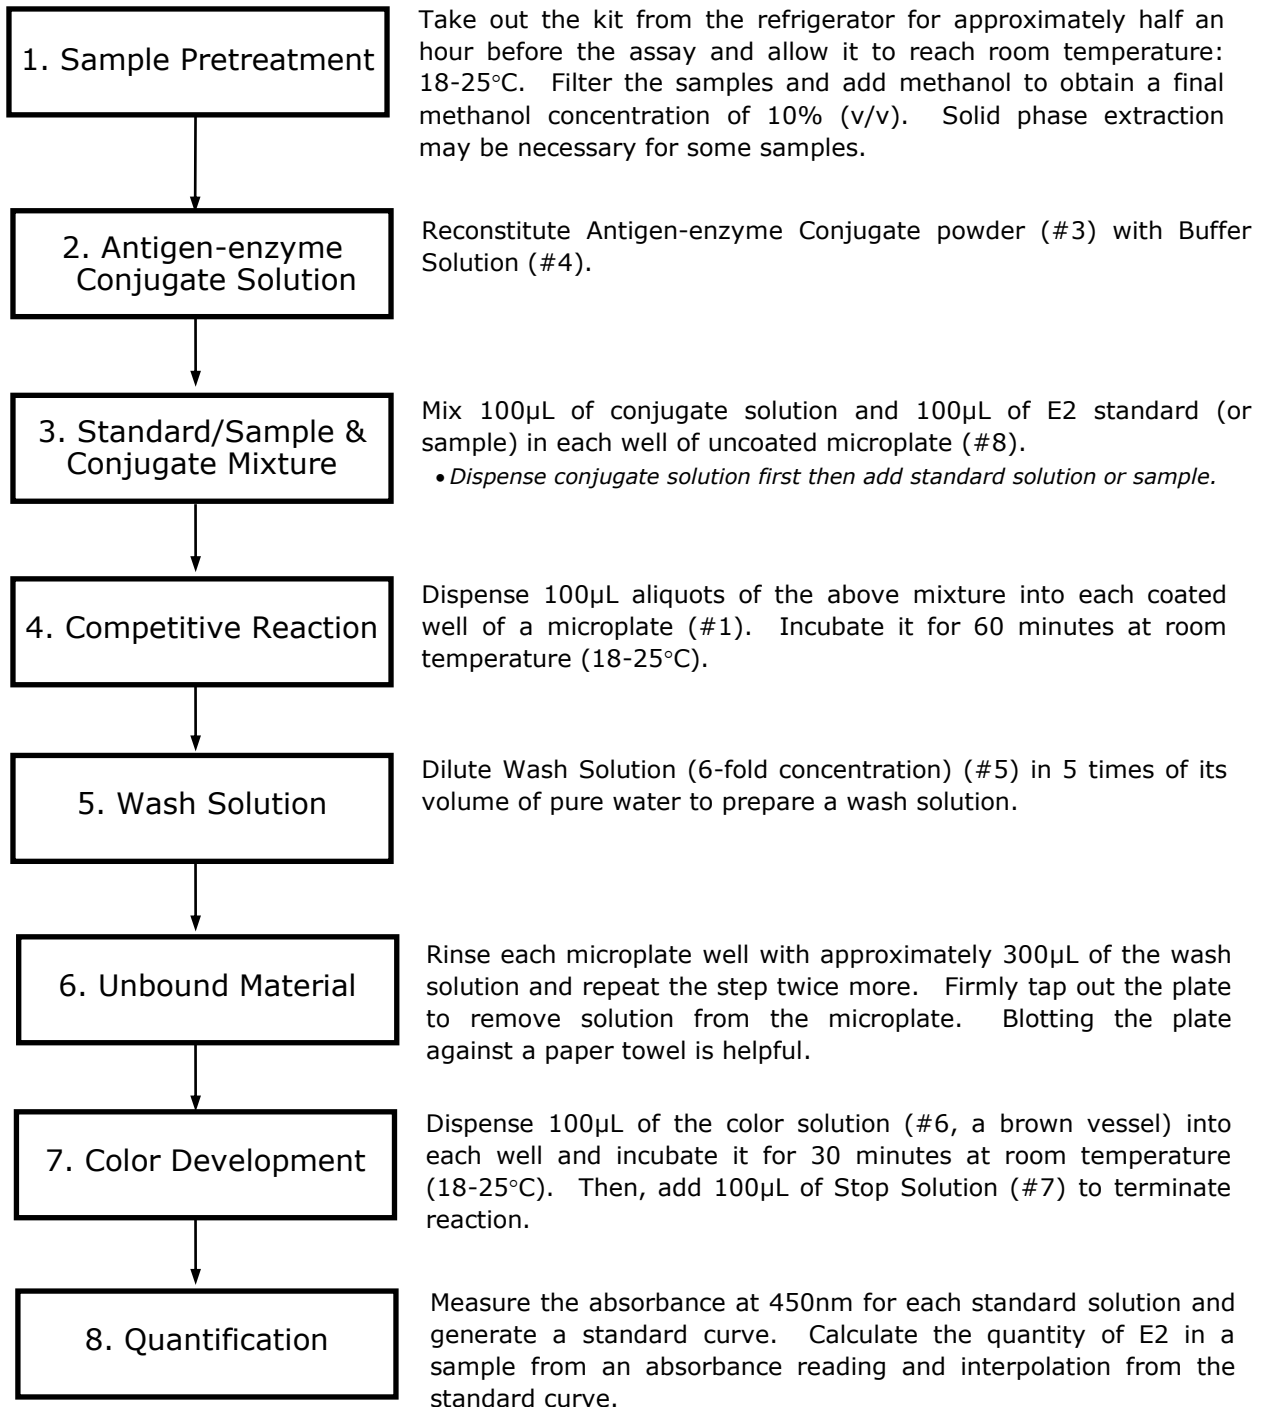 1. Sample Pretreatment
Take out the kit from the refrigerator for approximately half an
hour before the assay and allow it to reach room temperature:
18-25°C. Filter the samples and add methanol to obtain a final
methanol concentration of 10% (v/v). Solid phase extraction
may be necessary for some samples.
2. Antigen-enzyme
Conjugate Solution
Reconstitute Antigen-enzyme Conjugate powder (#3) with Buffer
Solution (#4).
3. Standard/Sample &
Conjugate Mixture
Mix 100µL of conjugate solution and 100µL of E2 standard (or
sample) in each well of uncoated microplate (#8).
• Dispense conjugate solution first then add standard solution or sample.
4. Competitive Reaction
Dispense 100µL aliquots of the above mixture into each coated
well of a microplate (#1). Incubate it for 60 minutes at room
temperature (18-25°C).
5. Wash Solution
Dilute Wash Solution (6-fold concentration) (#5) in 5 times of its
volume of pure water to prepare a wash solution.
6. Unbound Material
Rinse each microplate well with approximately 300µL of the wash
solution and repeat the step twice more. Firmly tap out the plate
to remove solution from the microplate. Blotting the plate
against a paper towel is helpful.
7. Color Development
Dispense 100µL of the color solution (#6, a brown vessel) into
each well and incubate it for 30 minutes at room temperature
(18-25°C). Then, add 100µL of Stop Solution (#7) to terminate
reaction.
8. Quantification
Measure the absorbance at 450nm for each standard solution and
generate a standard curve. Calculate the quantity of E2 in a
sample from an absorbance reading and interpolation from the
standard curve.